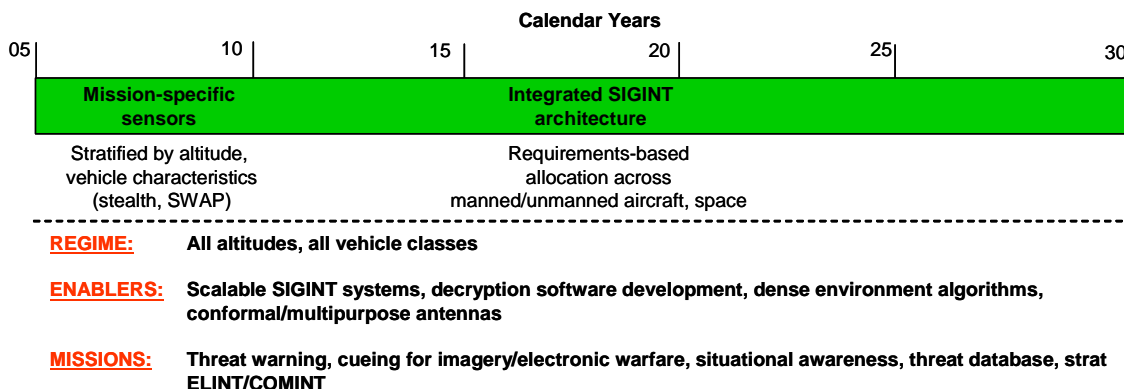 Calendar Years
05 10 15 20 25 30
Mission-specific Integrated SIGINT
sensors architecture
Stratified by altitude, Requirements-based
vehicle characteristics allocation across
(stealth, SWAP) manned/unmanned aircraft, space
REGIME: All altitudes, all vehicle classes
ENABLERS: Scalable SIGINT systems, decryption software development, dense environment algorithms,
conformal/multipurpose antennas
MISSIONS: Threat warning, cueing for imagery/electronic warfare, situational awareness, threat database, strat
ELINT/COMINT